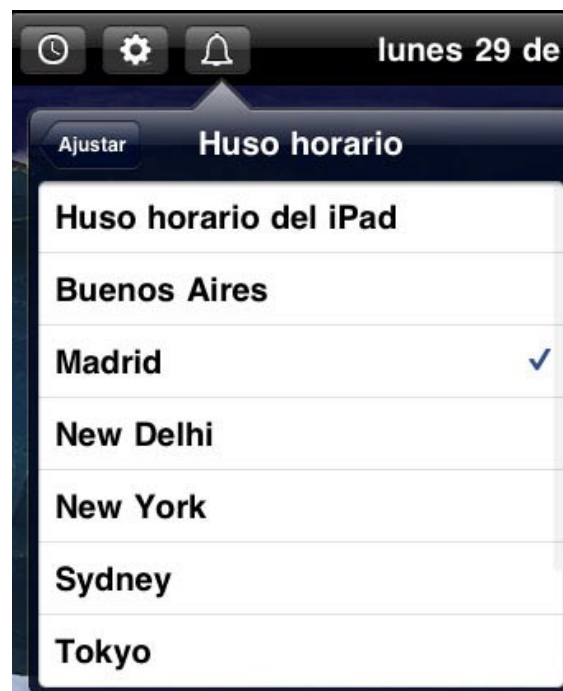 lunes 29 de
Ajustar Huso horario
Huso horario del iPad
Buenos Aires
Madrid
New Delhi
New York
Sydney
Tokyo